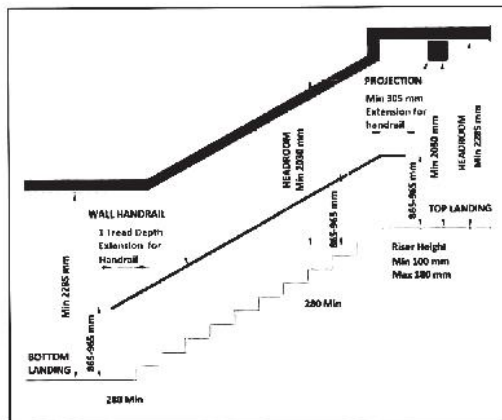 PROJECTION
Min 305 mm
Extension for
handrail
HEADROOM
Min 2030 mm
Min 2030 mm
HEADROOM
Min 2285 mm
WALL HANDRAIL
1 Tread Depth
Extension for
Handrail
865-965 mm
865-965 mm
TOP LANDING
Riser Height
Min 100 mm
Max 180 mm
Min 2285 mm
865-965 mm
280 Min
BOTTOM
LANDING
280 Min